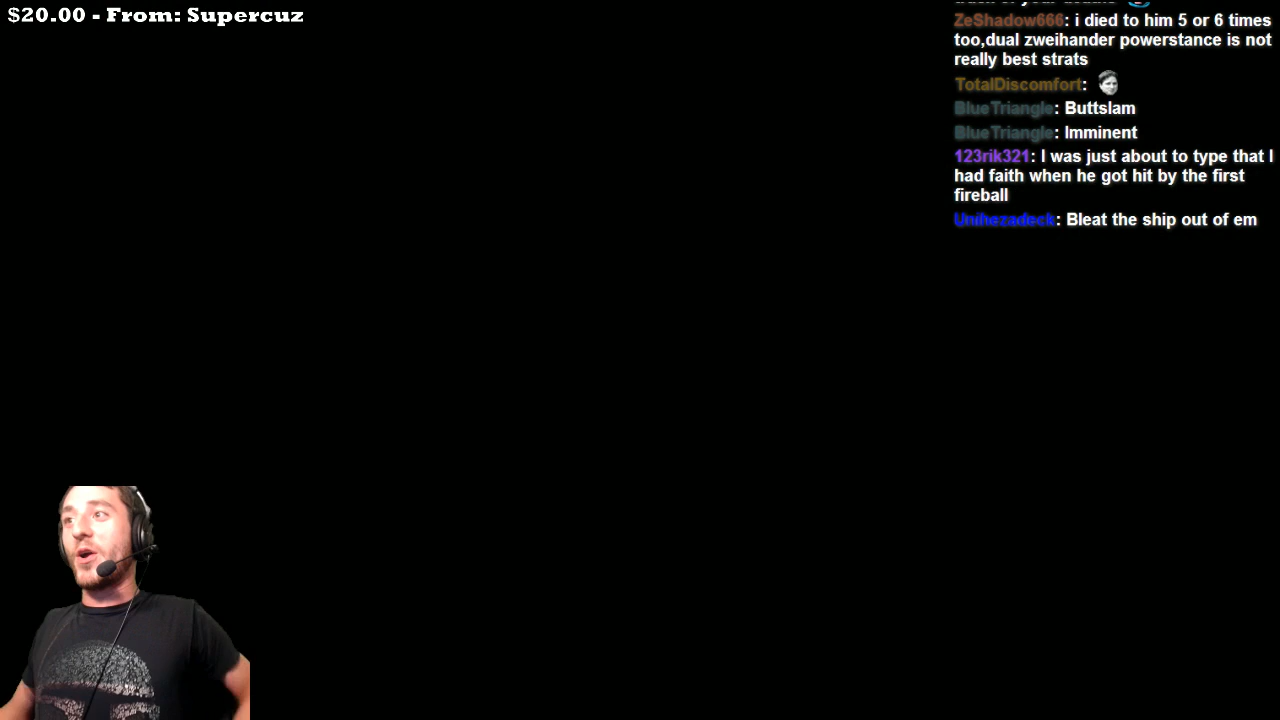 $20.00 - From: Supercuz
ZeShadow666: i died to him 5 or 6 times
too,dual zweihander powerstance is not
really best strats
TotalDiscomfort:
BlueTriangle: Buttslam
BlueTriangle: Imminent
123rik321: I was just about to type that I
had faith when he got hit by the first
fireball
Unihezadeck: Bleat the ship out of em